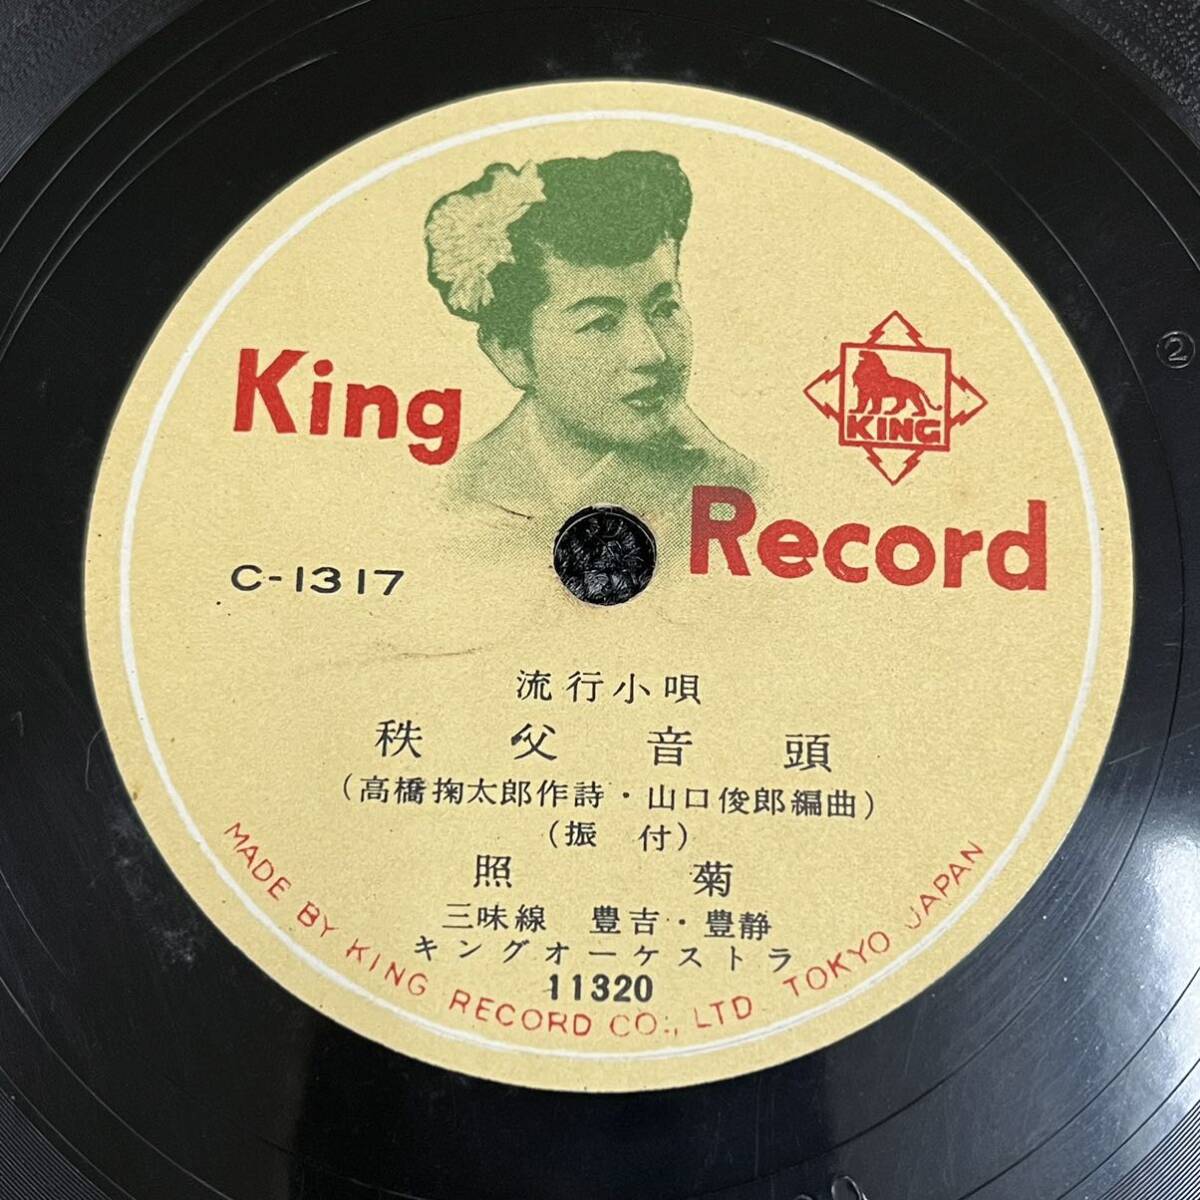 King
KING
Record
C-1317
流行小唄
秩父音頭
(高橋掬太郎作詩・山口俊郎編曲)
(振付)
照菊
三味線 豊吉・豊静
キングオーケストラ
11320
MADE BY KING RECORD CO., LTD TOKYO JAPAN
②